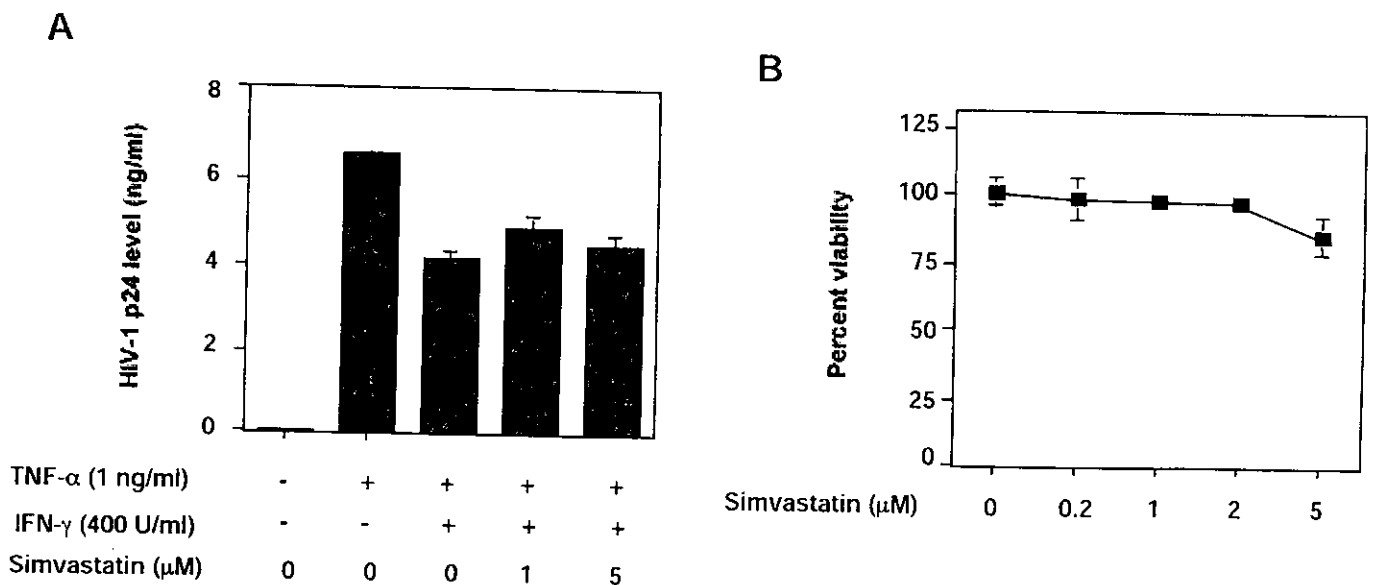 A
HIV-1 p24 level (ng/ml)
8
6
4
2
0
TNF-α (1 ng/ml) - + + + +
IFN-γ (400 U/ml) - - + + +
Simvastatin (μM) 0 0 0 1 5
B
Percent viability
125
100
75
50
25
0
Simvastatin (μM) 0 0.2 1 2 5